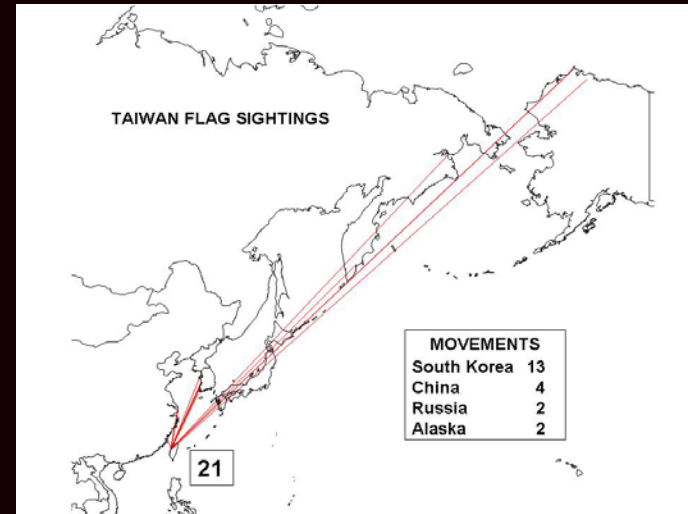 TAIWAN FLAG SIGHTINGS
MOVEMENTS
South Korea 13
China 4
Russia 2
Alaska 2
21